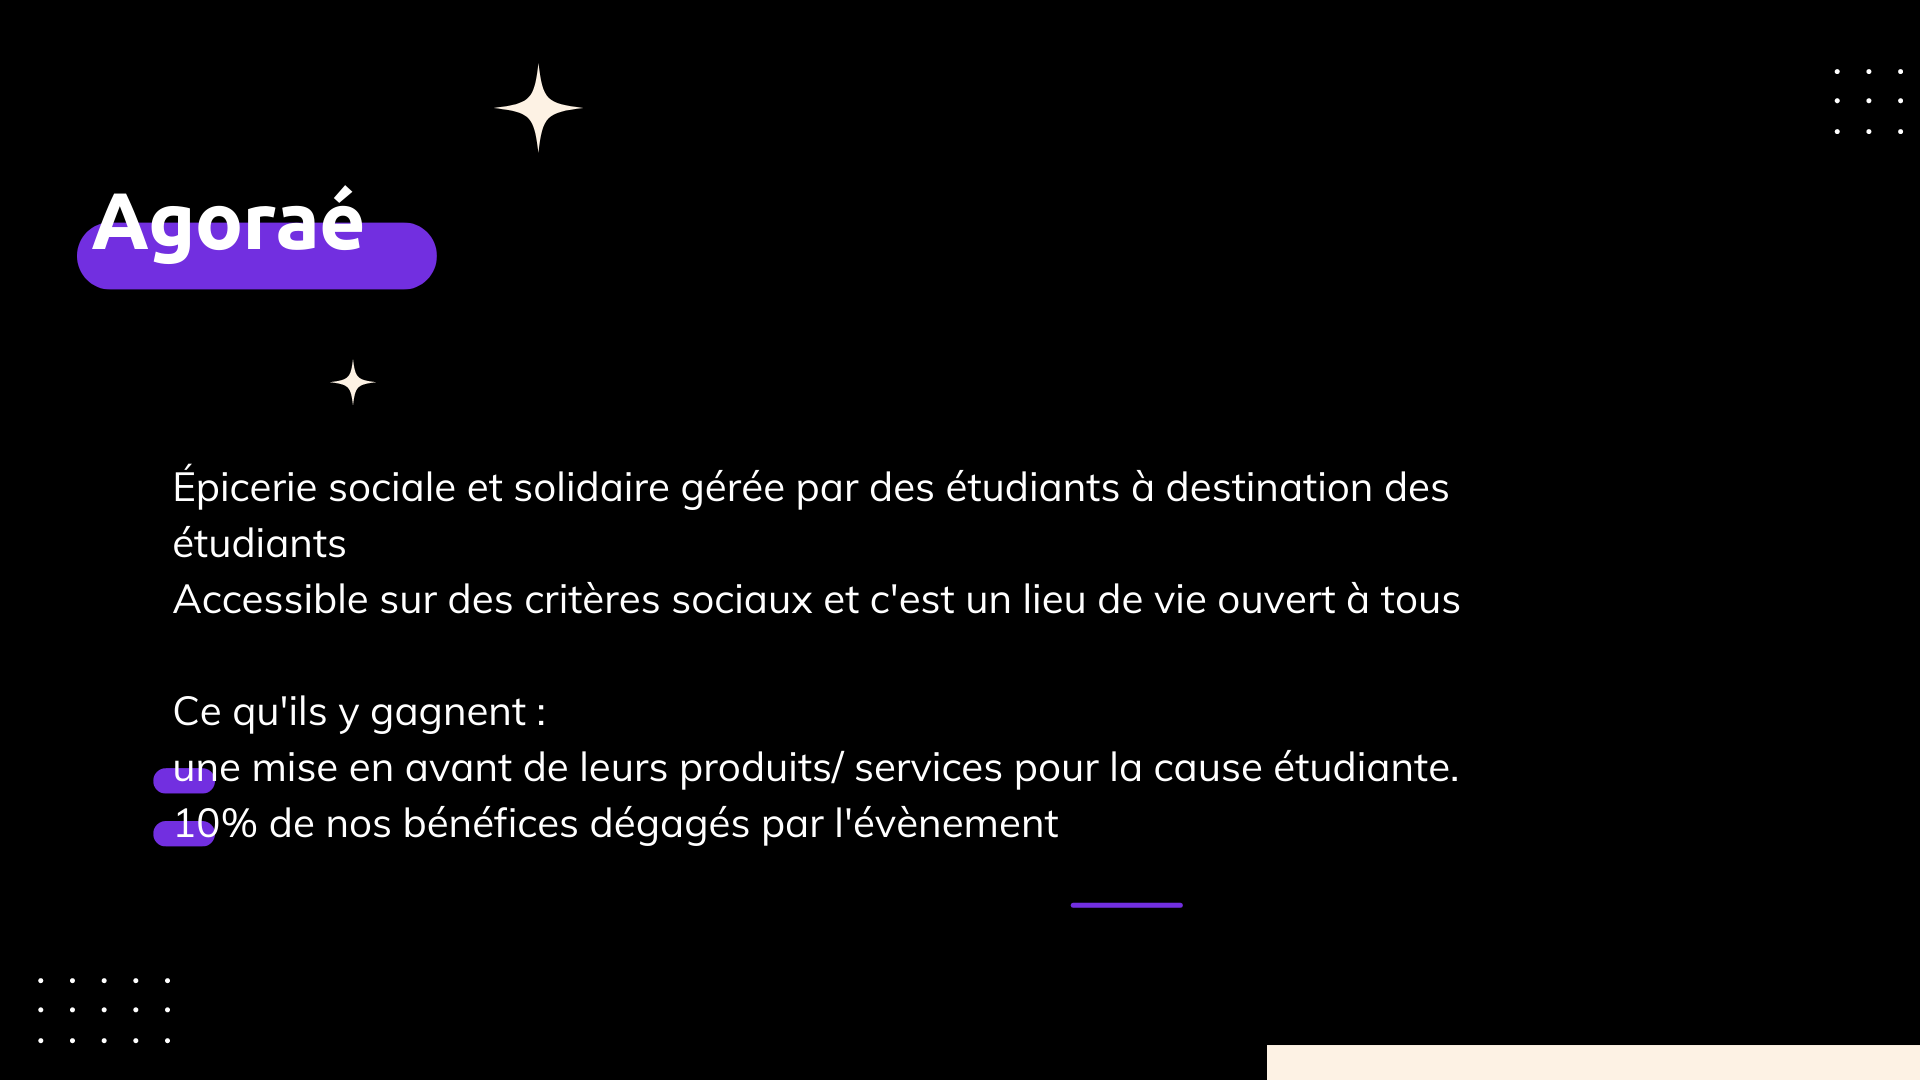 Agoraé
Épicerie sociale et solidaire gérée par des étudiants à destination des
étudiants
Accessible sur des critères sociaux et c'est un lieu de vie ouvert à tous
Ce qu'ils y gagnent :
une mise en avant de leurs produits/ services pour la cause étudiante.
10% de nos bénéfices dégagés par l'évènement